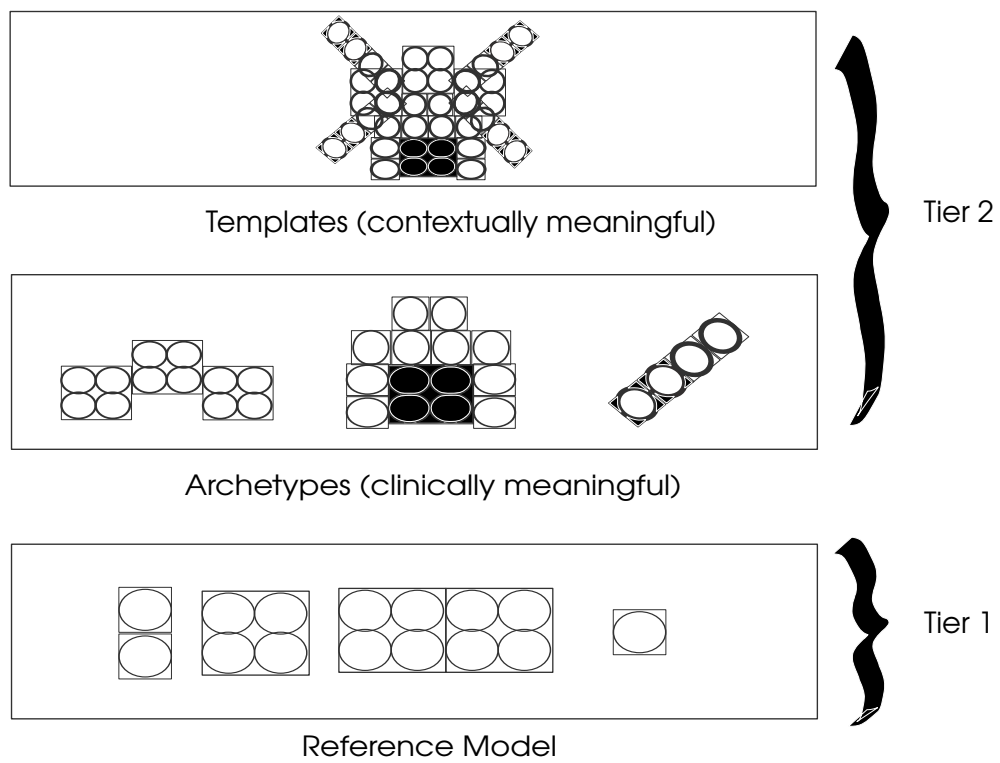 Templates (contextually meaningful)
Tier 2
Archetypes (clinically meaningful)
Tier 1
Reference Model